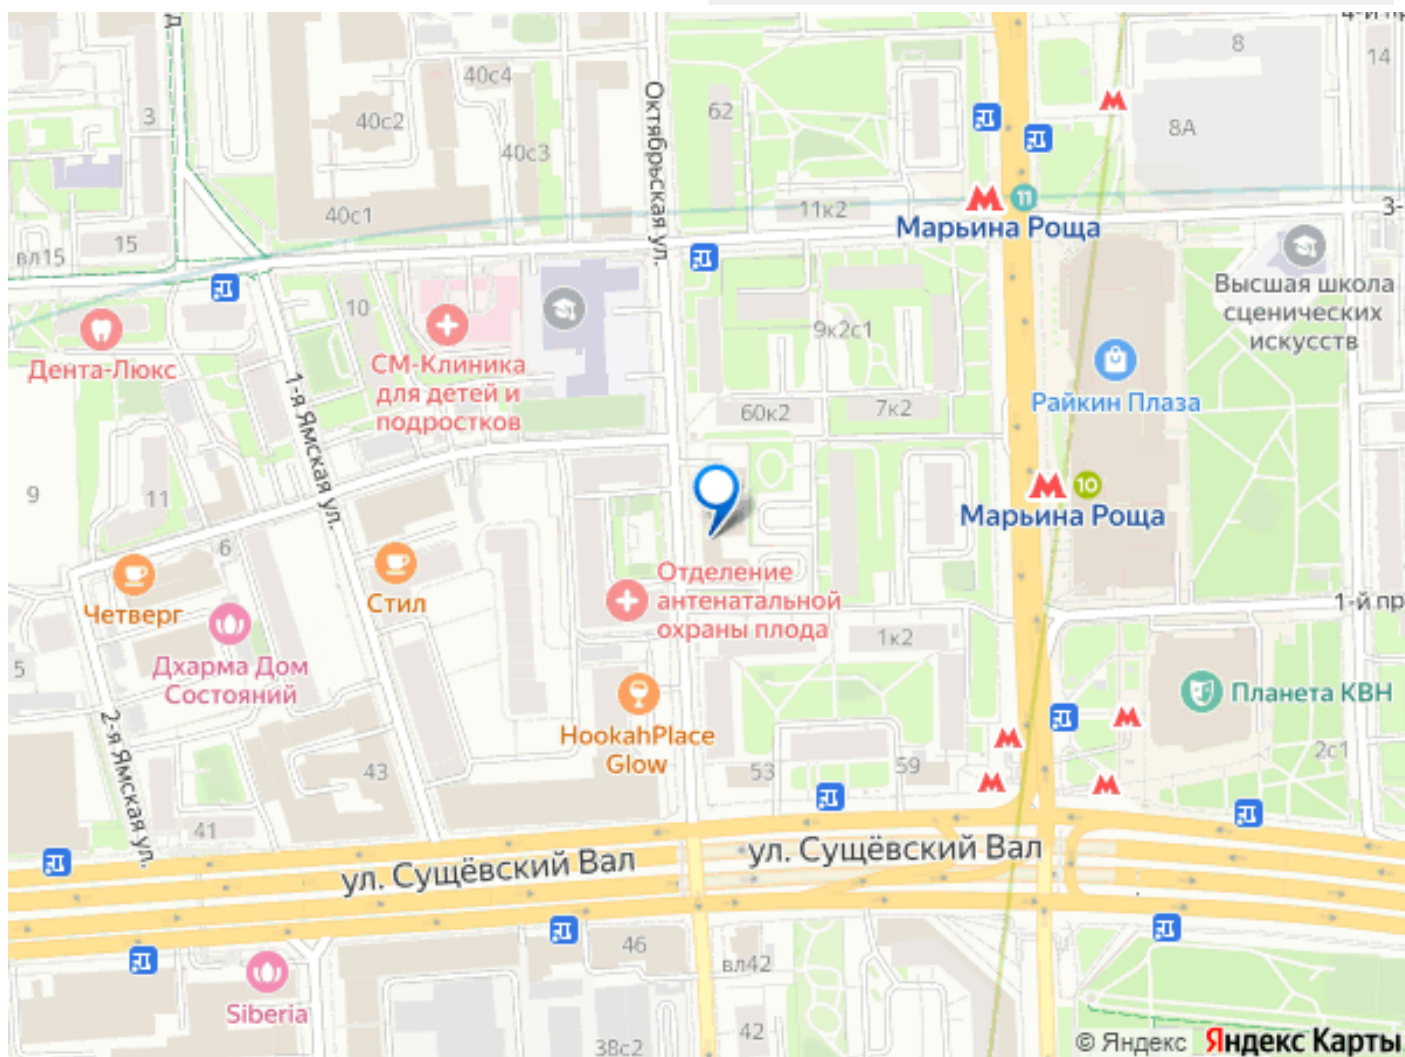 8
14
40с4
3
62
40с2
8А
40с3
Октябрьская ул.
40с1
11к2
11
Марьина Роща
15
вл15
Высшая школа
сценических
искусств
10
9к2с1
Дента-Люкс
СМ-Клиника
для детей и
подростков
1-я Ямская ул.
60к2
7к2
Райкин Плаза
9
11
10
Марьина Роща
6
Четверг
Стил
Отделение
антенатальной
охраны плода
1-й пр
1к2
5
Дхарма Дом
Состояний
Планета КВН
HookahPlace
Glow
2-я Ямская ул.
43
53
59
2с1
41
ул. Сущёвский Вал
ул. Сущёвский Вал
46
вл42
Siberia
42
38с2
© Яндекс Яндекс Карты